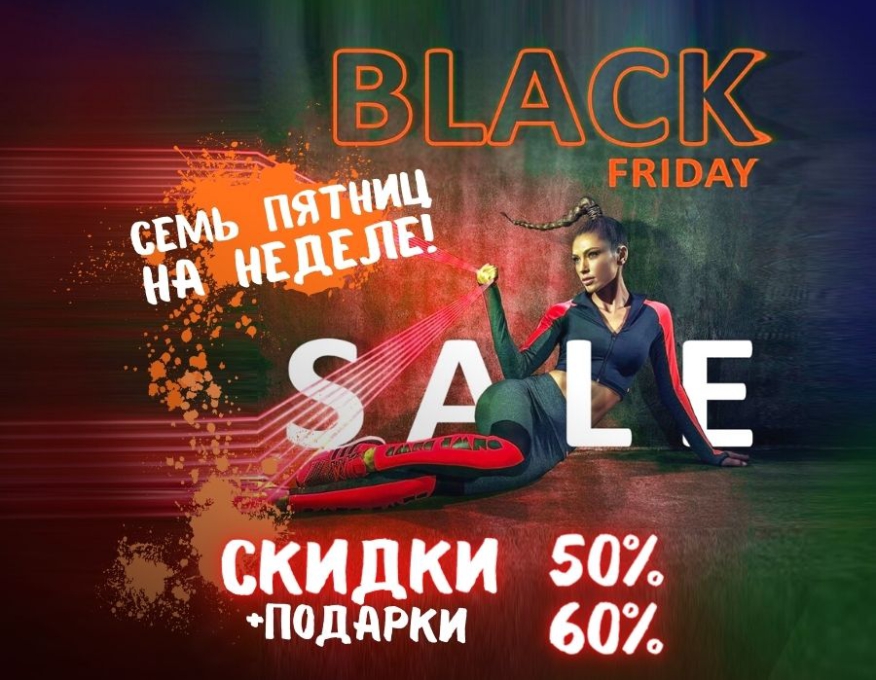 BLACK
FRIDAY
СЕМЬ ПЯТНИЦ
НА НЕДЕЛЕ!
SALE
СКИДКИ 50%
+ПОДАРКИ 60%